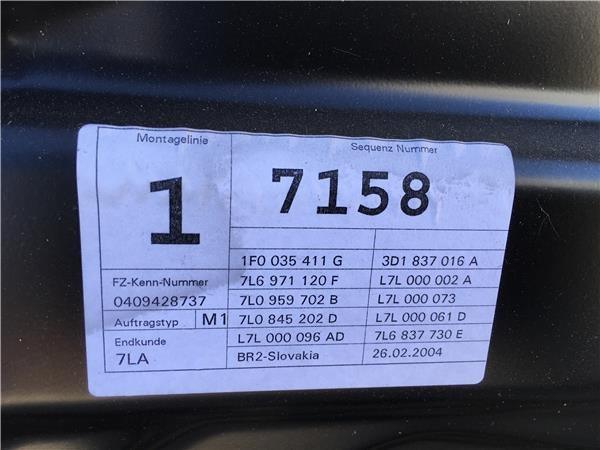 Montagelinie
Sequenz Nummer
1
7158
1F0 035 411 G
3D1 837 016 A
FZ-Kenn-Nummer
7L6 971 120 F
L7L 000 002 A
0409428737
7L0 959 702 B
L7L 000 073
Auftragstyp M1
7L0 845 202 D
L7L 000 061 D
Endkunde
L7L 000 096 AD
7L6 837 730 E
7LA
BR2-Slovakia
26.02.2004